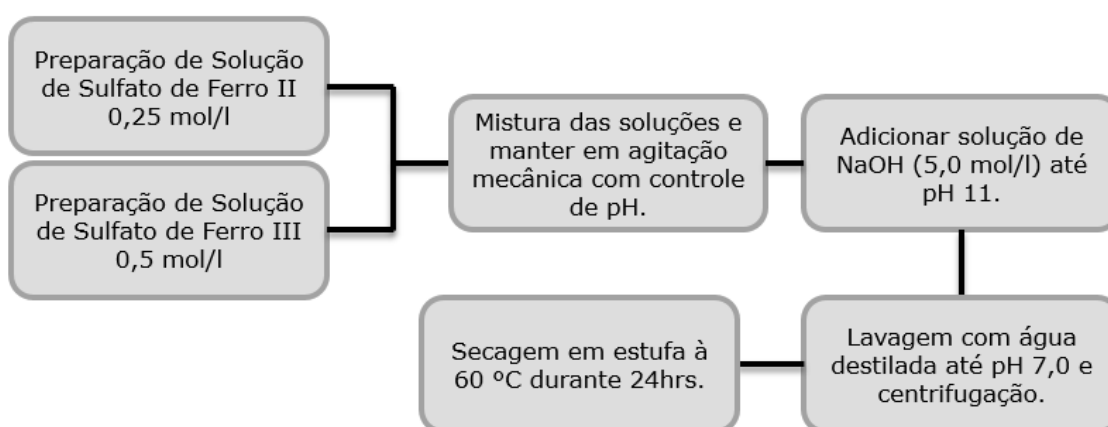 Preparação de Solução
de Sulfato de Ferro II
0,25 mol/l
Preparação de Solução
de Sulfato de Ferro III
0,5 mol/l
Mistura das soluções e
manter em agitação
mecânica com controle
de pH.
Adicionar solução de
NaOH (5,0 mol/l) até
pH 11.
Lavagem com água
destilada até pH 7,0 e
centrifugação.
Secagem em estufa à
60 ºC durante 24hrs.